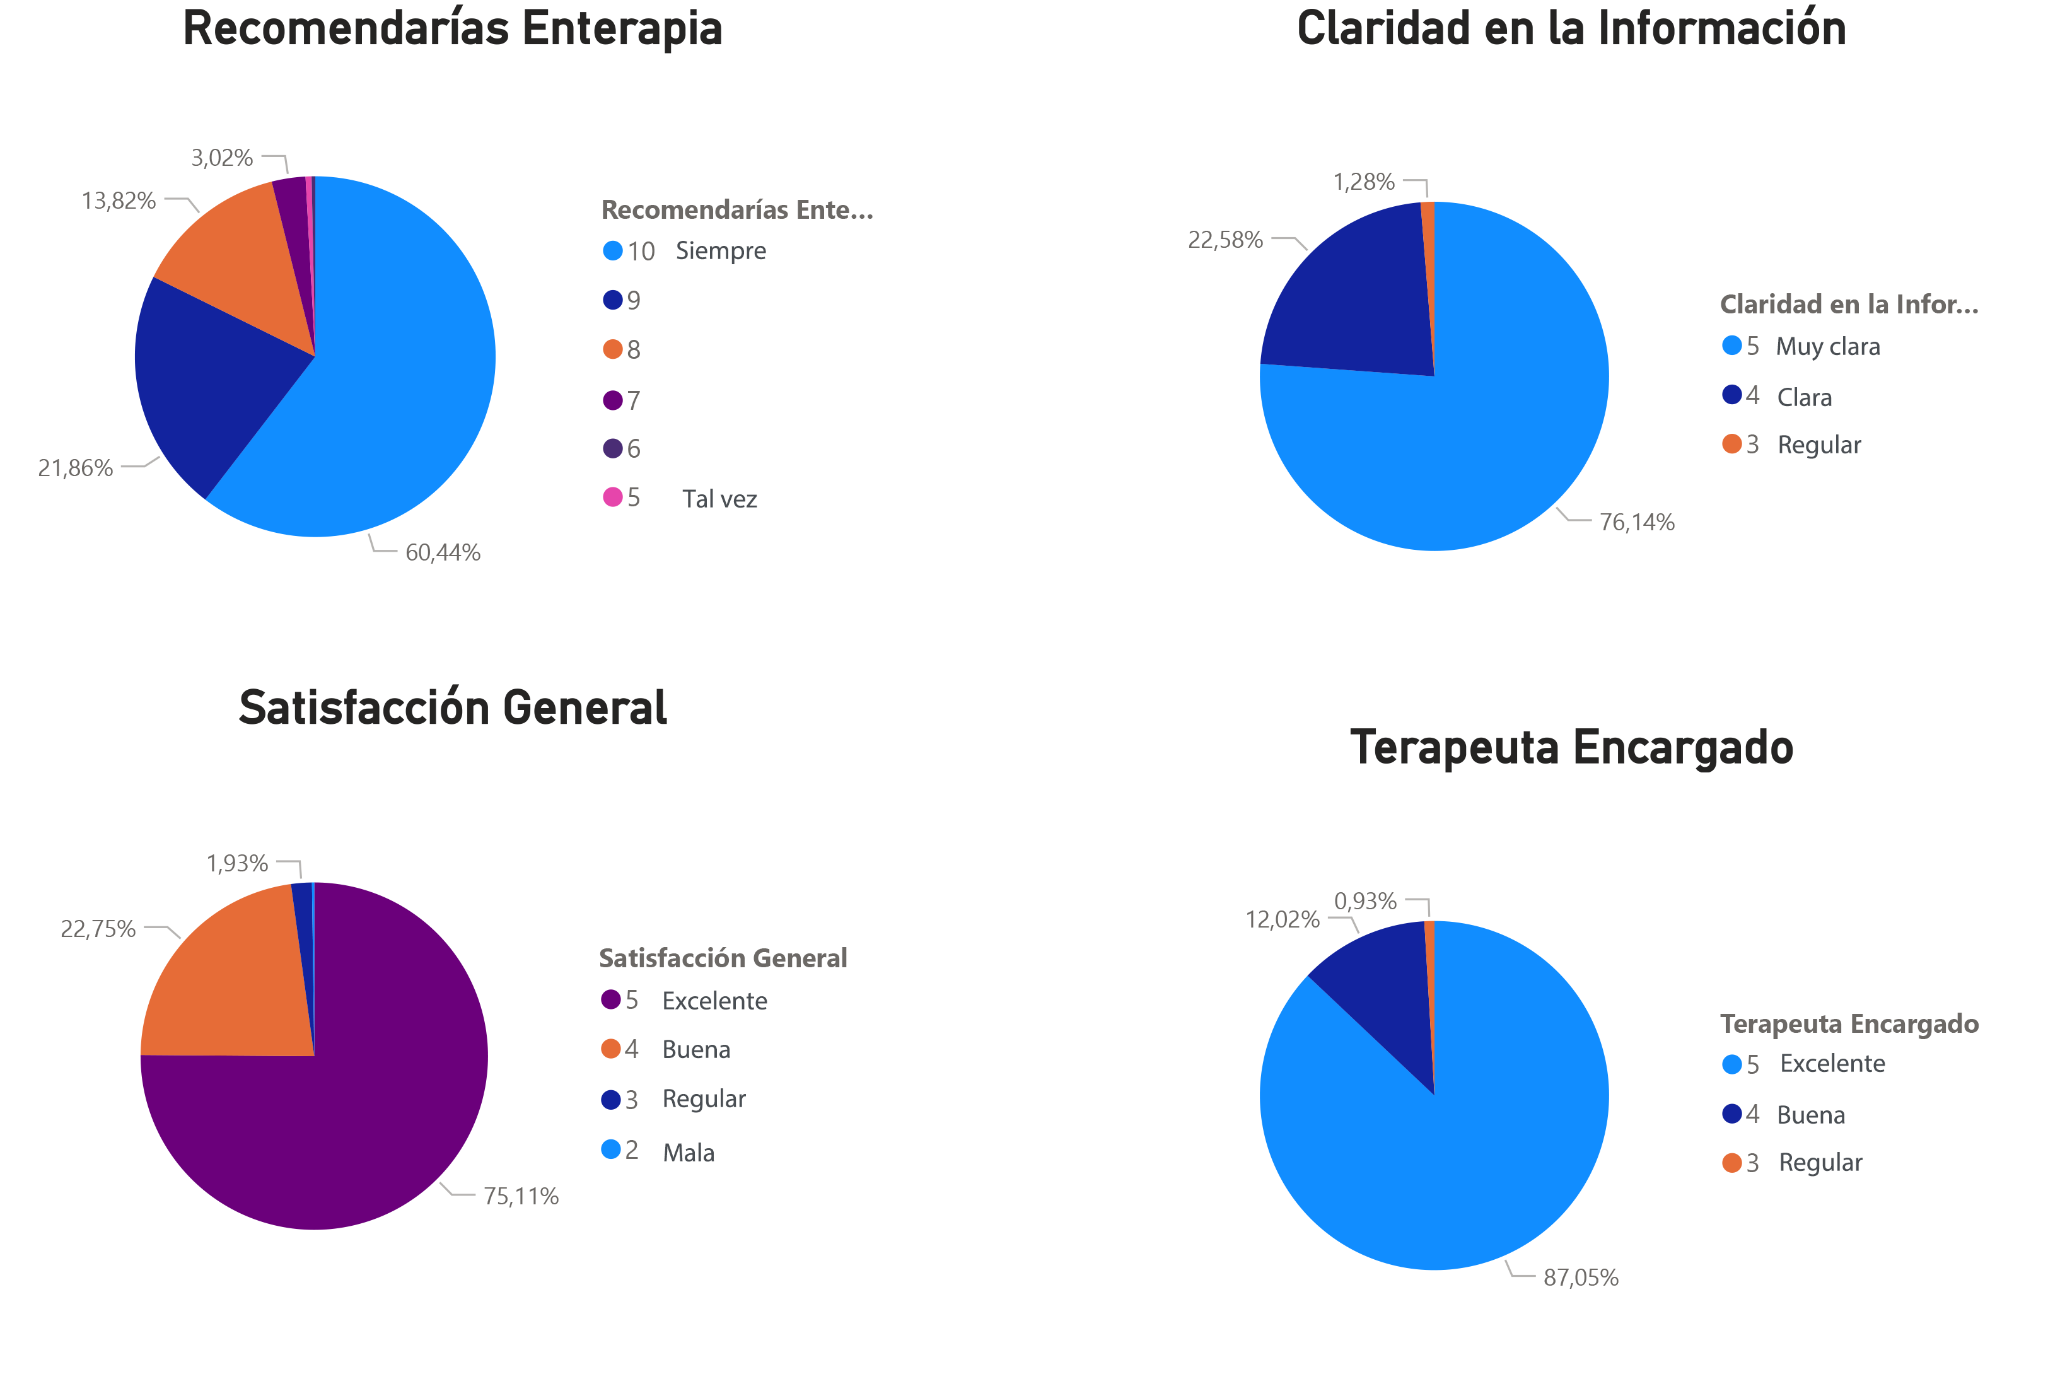 Recomendarías Enterapia
3,02%
13,82%
21,86%
60,44%
Recomendarías Ente...
10 Siempre
9
8
7
6
5 Tal vez
Claridad en la Información
1,28%
22,58%
76,14%
Claridad en la Infor...
5 Muy clara
4 Clara
3 Regular
Satisfacción General
1,93%
22,75%
75,11%
Satisfacción General
5 Excelente
4 Buena
3 Regular
2 Mala
Terapeuta Encargado
0,93%
12,02%
87,05%
Terapeuta Encargado
5 Excelente
4 Buena
3 Regular